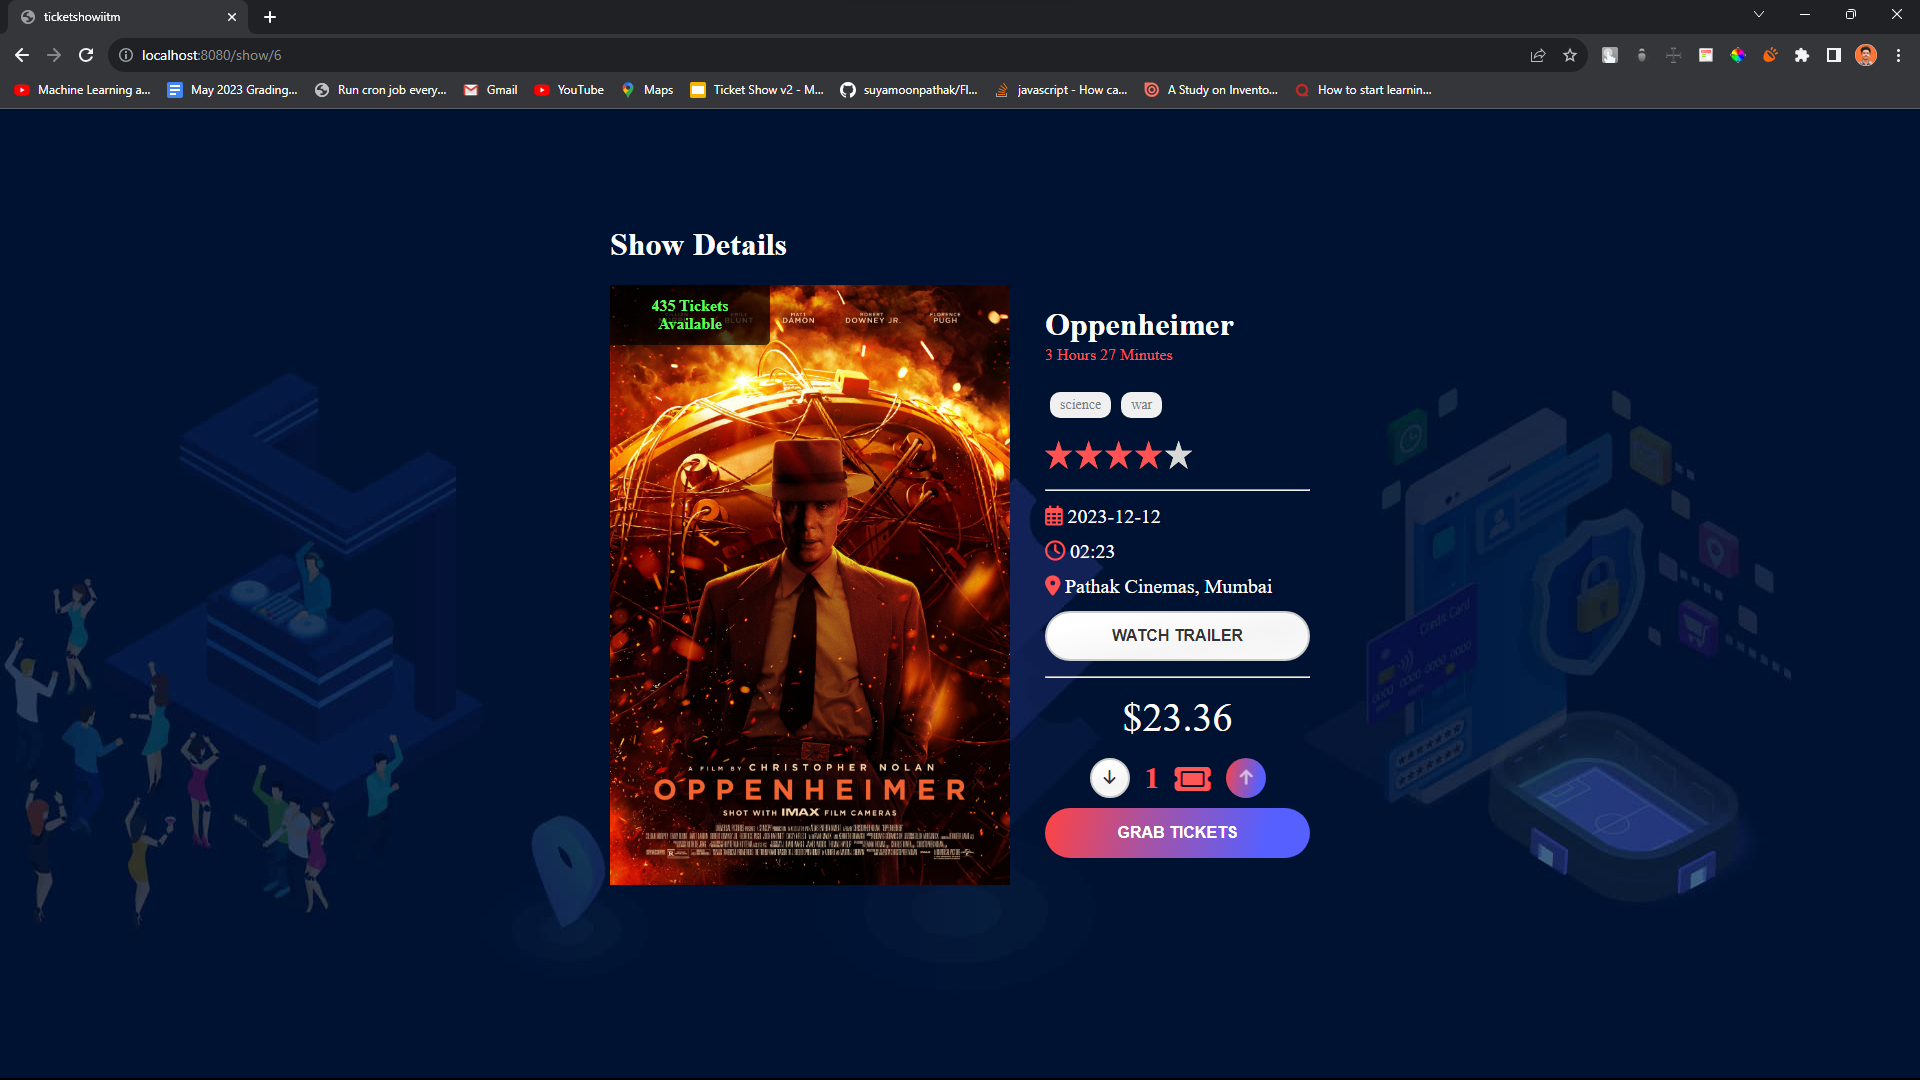 ticketshowiitm
localhost:8080/show/6
Machine Learning a...
May 2023 Grading...
Run cron job every...
Gmail
YouTube
Maps
Ticket Show v2 - M...
suyamoonpathak/Fl...
javascript - How ca...
A Study on Invento...
How to start learnin...
Show Details
435 Tickets
Available
BLUNT
MATT
DAMON
ROBERT
DOWNEY JR.
FLORENCE
PUGH
A FILM BY CHRISTOPHER NOLAN
OPPENHEIMER
SHOT WITH IMAX FILM CAMERAS
Oppenheimer
3 Hours 27 Minutes
science
war
2023-12-12
02:23
Pathak Cinemas, Mumbai
WATCH TRAILER
$23.36
1
GRAB TICKETS
Credit Card
0000 0000 0000